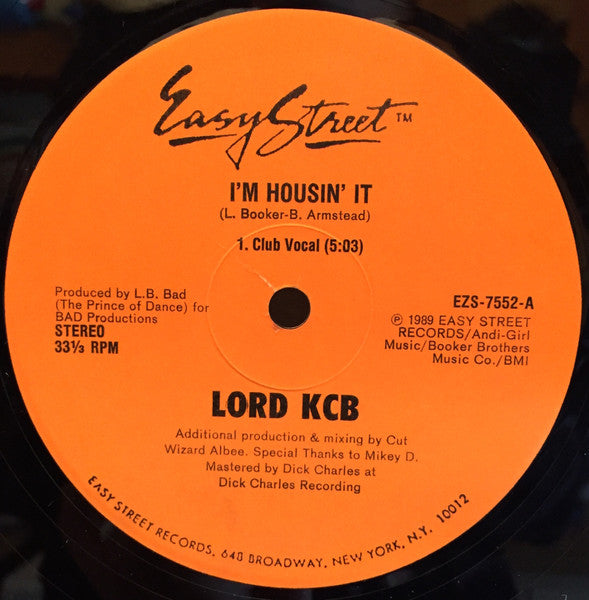 Easy Street™
I'M HOUSIN' IT
(L. Booker-B. Armstead)
1. Club Vocal (5:03)
Produced by L.B. Bad
(The Prince of Dance) for
BAD Productions
STEREO
33⅓ RPM
EZS-7552-A
℗ 1989 EASY STREET
RECORDS/Andi-Girl
Music/Booker Brothers
Music Co./BMI
LORD KCB
Additional production & mixing by Cut
Wizard Albee. Special Thanks to Mikey D.
Mastered by Dick Charles at
Dick Charles Recording
EASY STREET RECORDS, 640 BROADWAY, NEW YORK, N.Y. 10012